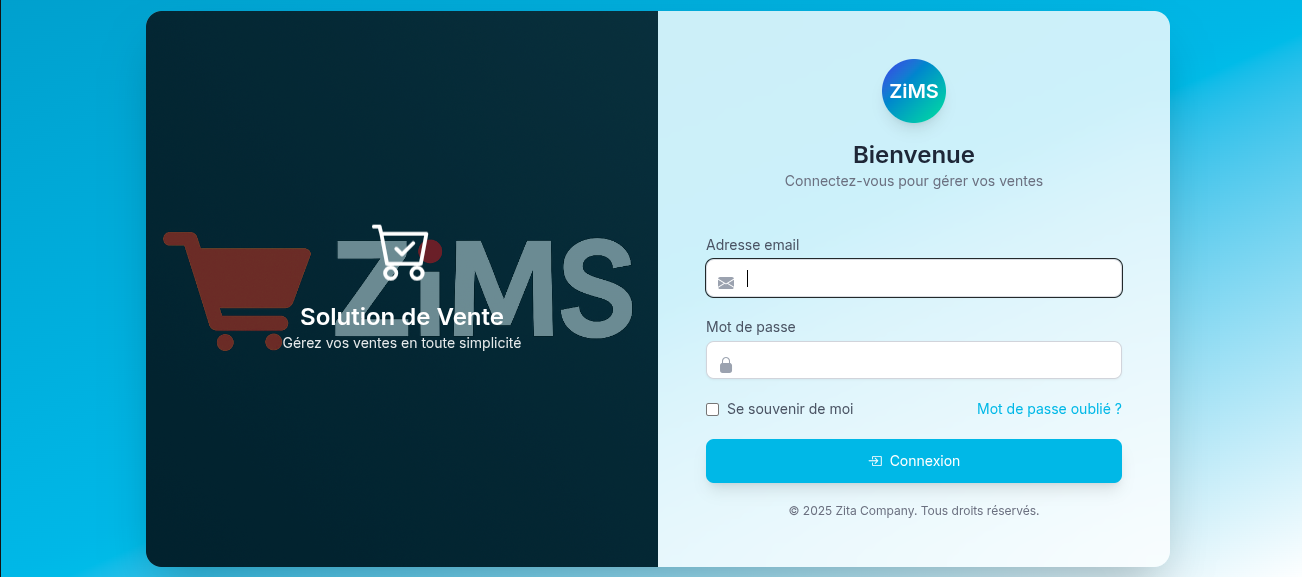 ZiMS
Solution de Vente
Gérez vos ventes en toute simplicité
ZiMS
Bienvenue
Connectez-vous pour gérer vos ventes
Adresse email
Mot de passe
Se souvenir de moi
Mot de passe oublié ?
Connexion
© 2025 Zita Company. Tous droits réservés.